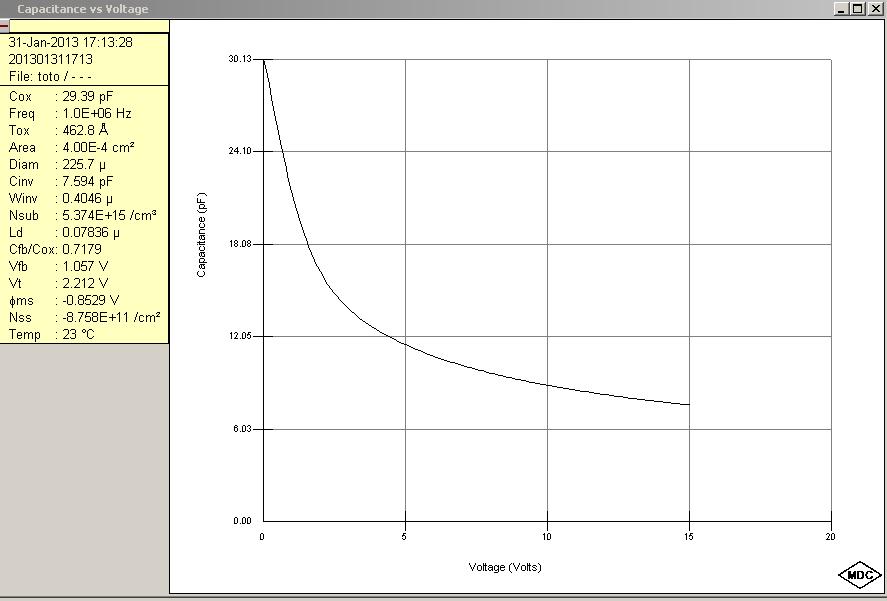 Capacitance vs Voltage
31-Jan-2013 17:13:28
201301311713
File: toto / - - -
Cox : 29.39 pF
Freq : 1.0E+06 Hz
Tox : 462.8 Å
Area : 4.00E-4 cm²
Diam : 225.7 µ
Cinv : 7.594 pF
Winv : 0.4046 µ
Nsub : 5.374E+15 /cm³
Ld : 0.07836 µ
Cfb/Cox: 0.7179
Vfb : 1.057 V
Vt : 2.212 V
ϕms : -0.8529 V
Nss : -8.758E+11 /cm²
Temp : 23 °C
30.13
24.10
18.08
12.05
6.03
0.00
Capacitance (pF)
0 5 10 15 20
Voltage (Volts)
MDC